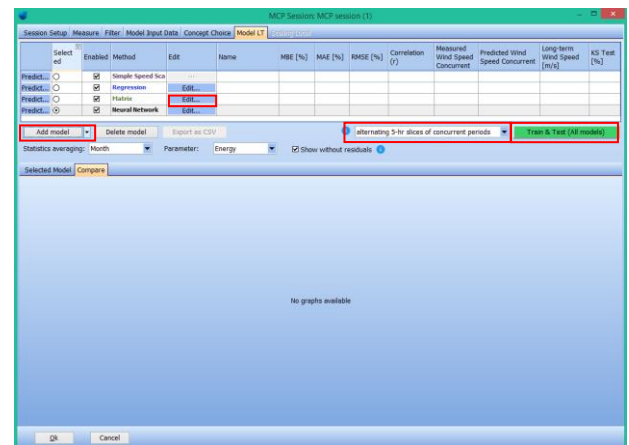 MCP Session: MCP session (1)
Session Setup Measure Filter Model Input Data Concept Choice Model LT Scaling Local
Selected Enabled Method Edit Name MBE [%] MAE [%] RMSE [%] Correlation (r) Measured Wind Speed Concurrent Predicted Wind Speed Concurrent Long-term Wind Speed [m/s] KS Test [%]
Predict... Simple Speed Sca ...
Predict... Regression Edit...
Predict... Matrix Edit...
Predict... Neural Network Edit...
Add model Delete model Export as CSV alternating 5-hr slices of concurrent periods Train & Test (All models)
Statistics averaging: Month Parameter: Energy Show without residuals
Selected Model Compare
No graphs available
Ok Cancel